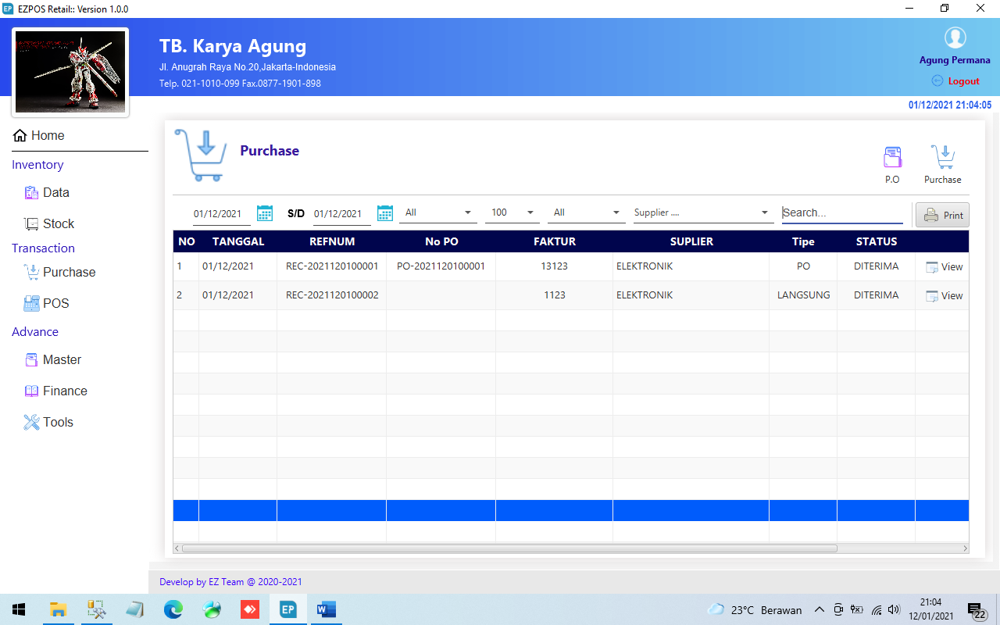 EP EZPOS Retail:: Version 1.0.0
TB. Karya Agung
Jl. Anugrah Raya No.20,Jakarta-Indonesia
Telp. 021-1010-099 Fax.0877-1901-898
Agung Permana
Logout
01/12/2021 21:04:05
Home
Inventory
Data
Stock
Transaction
Purchase
POS
Advance
Master
Finance
Tools
Purchase
P.O
Purchase
01/12/2021 S/D 01/12/2021 All 100 All Supplier .... Search... Print
NO TANGGAL REFNUM No PO FAKTUR SUPLIER Tipe STATUS
1 01/12/2021 REC-2021120100001 PO-2021120100001 13123 ELEKTRONIK PO DITERIMA View
2 01/12/2021 REC-2021120100002 1123 ELEKTRONIK LANGSUNG DITERIMA View
Develop by EZ Team @ 2020-2021
EP W 23°C Berawan 21:04
12/01/2021
22